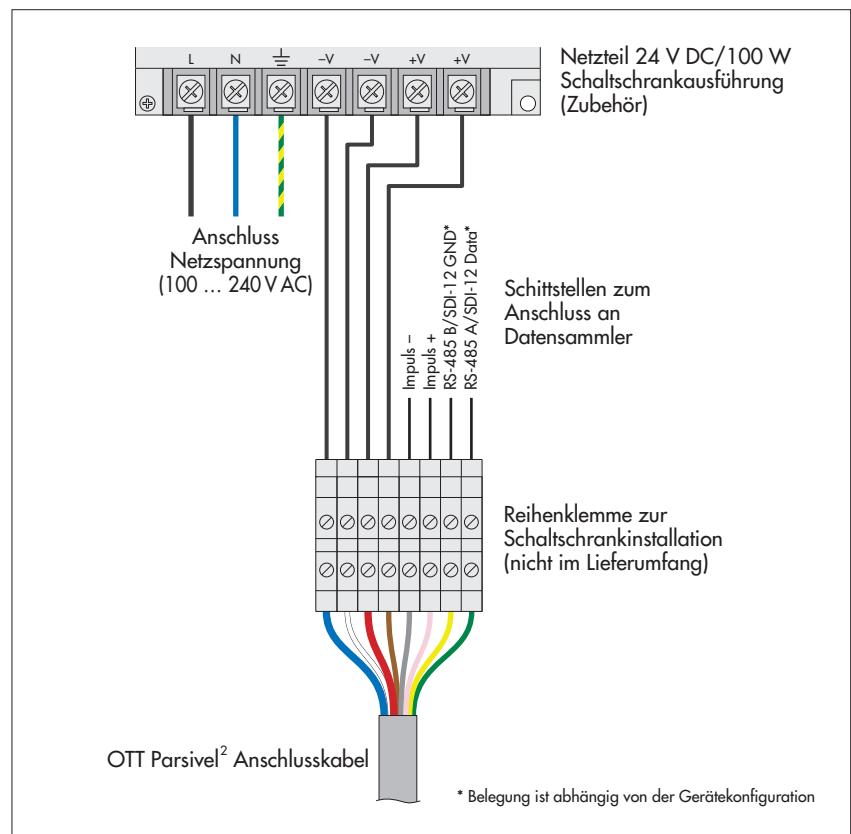 L N –V –V +V +V
Netzteil 24 V DC/100 W
Schaltschrankausführung
(Zubehör)
Anschluss
Netzspannung
(100 ... 240 V AC)
Impuls –
Impuls +
RS-485 B/SDI-12 GND*
RS-485 A/SDI-12 Data*
Schittstellen zum
Anschluss an
Datensammler
Reihenklemme zur
Schaltschrankinstallation
(nicht im Lieferumfang)
OTT Parsivel² Anschlusskabel
* Belegung ist abhängig von der Gerätekonfiguration